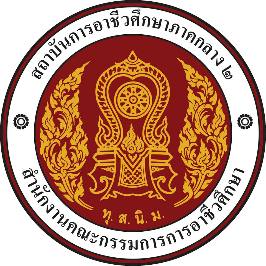 สถาบันการอาชีวศึกษาภาคกลาง ๒
ทุ. ส. นิ. ม.
สำนักงานคณะกรรมการการอาชีวศึกษา